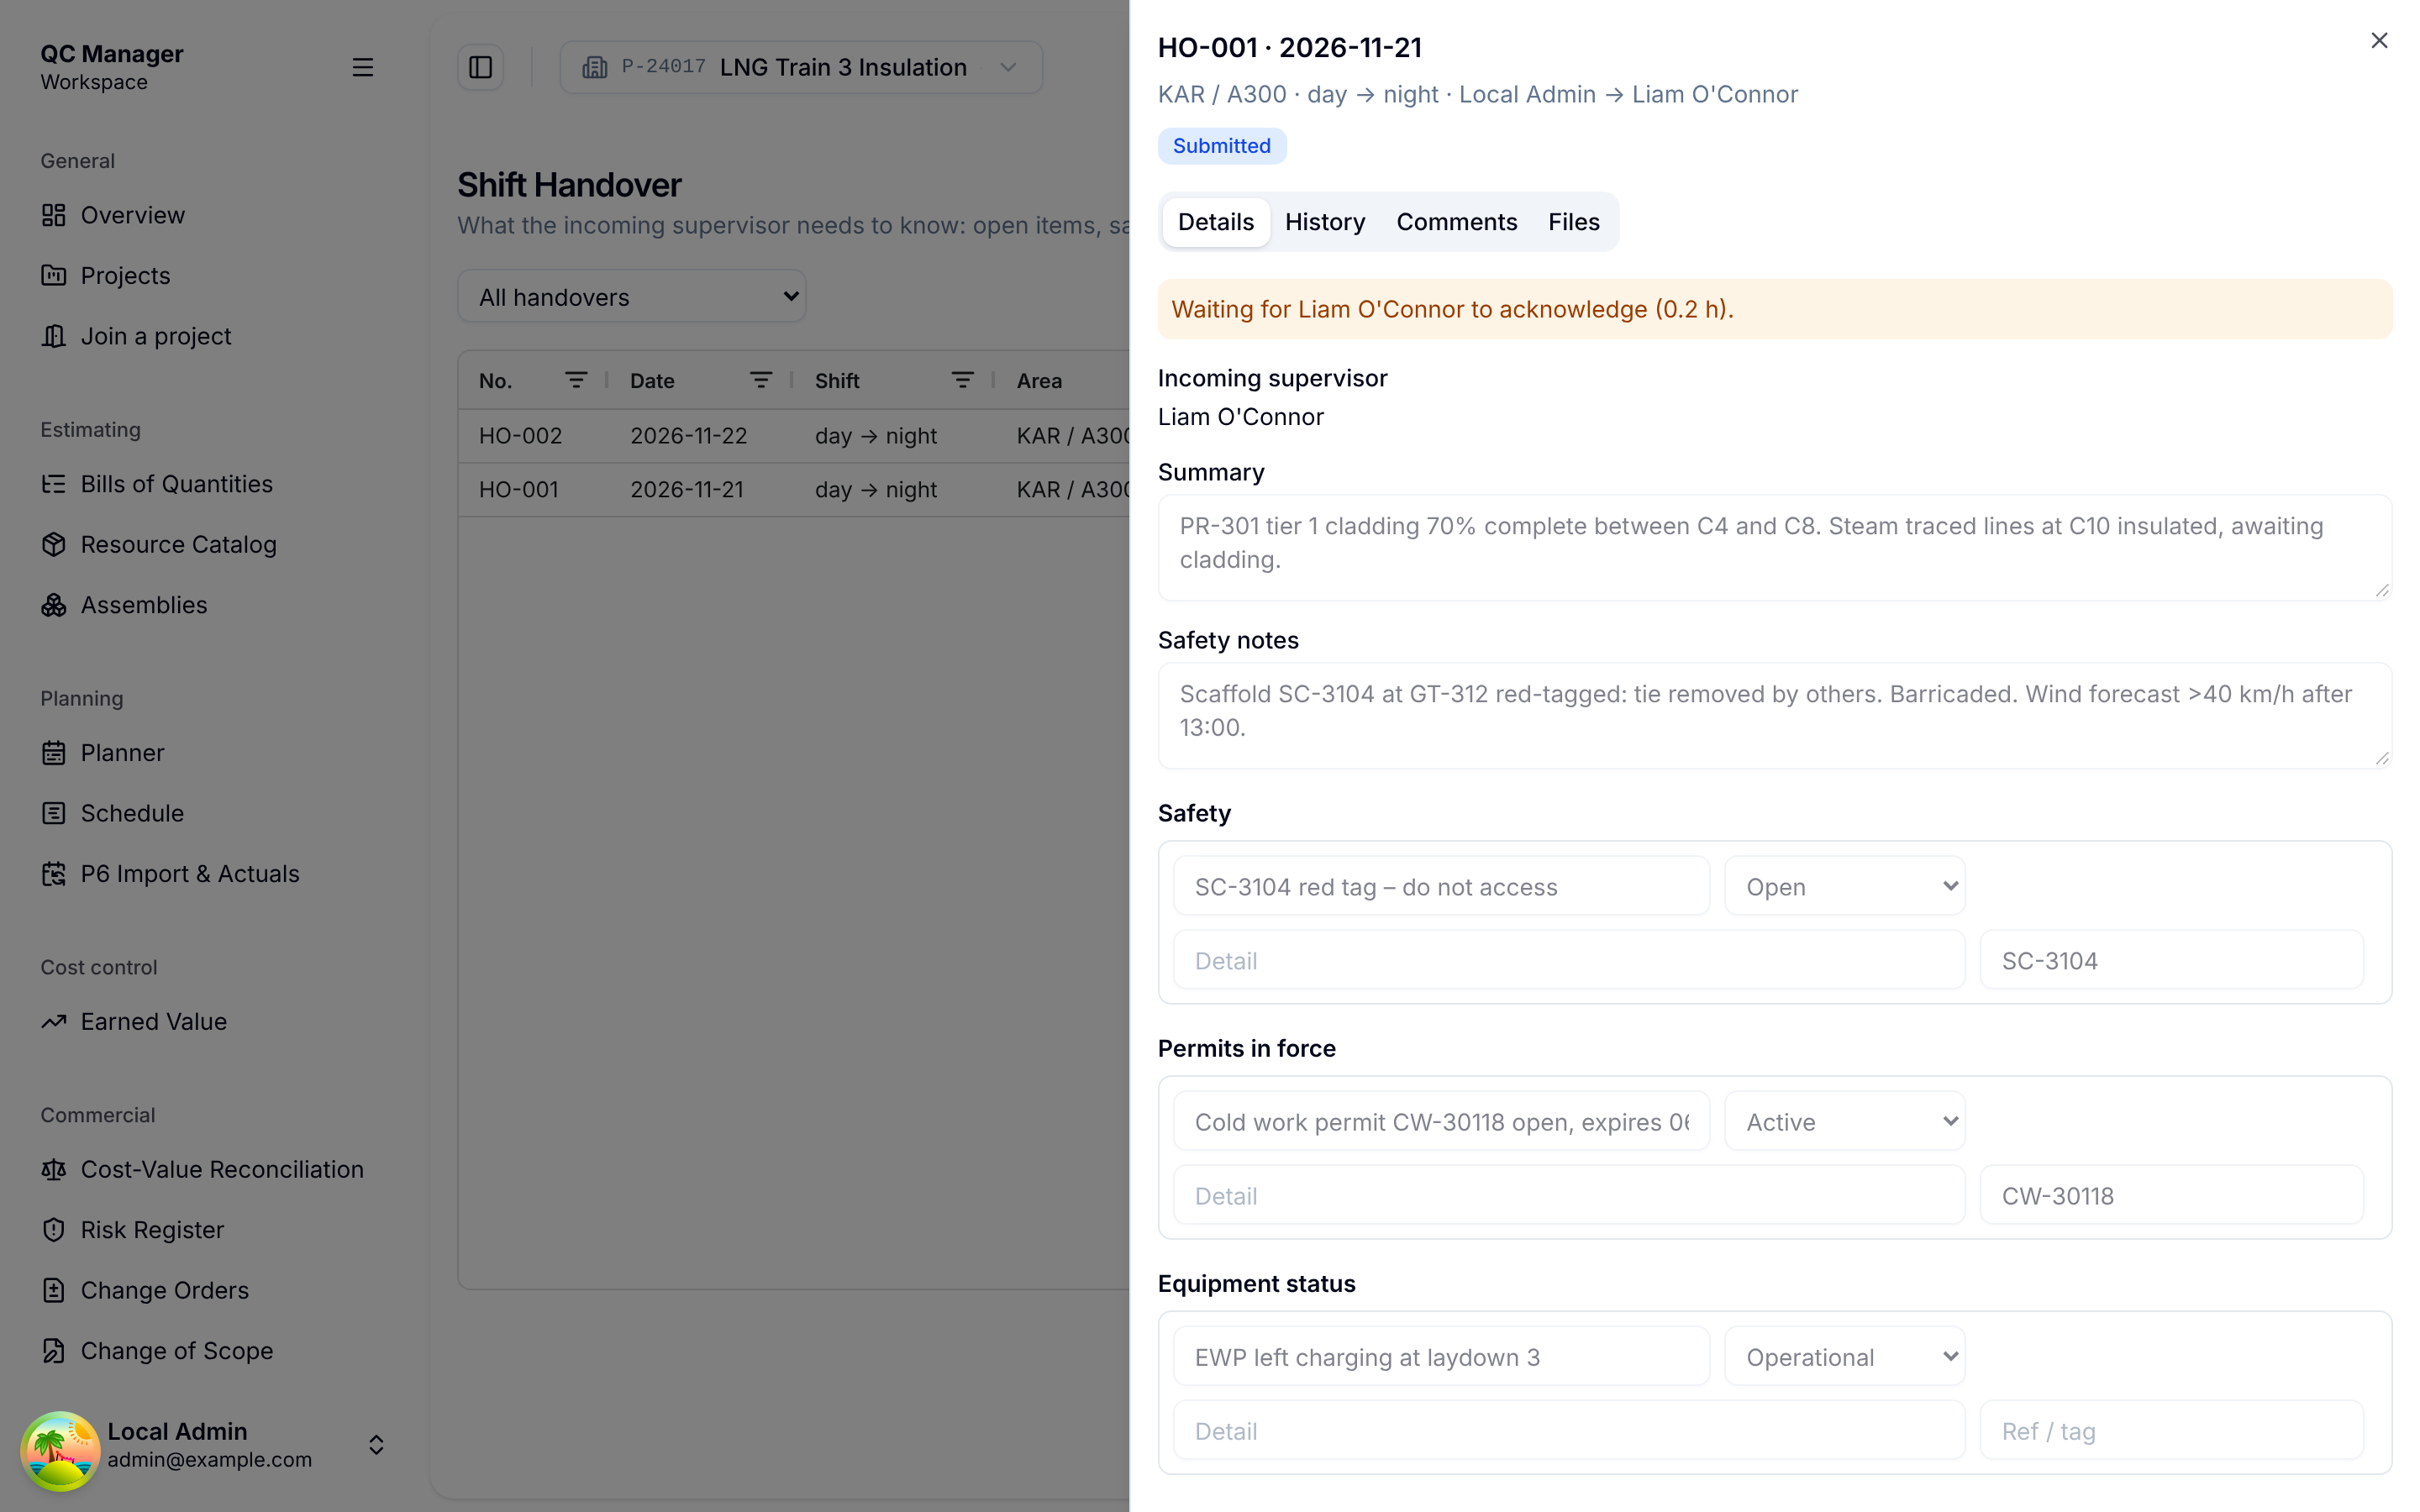 QC Manager
Workspace
General
Overview
Projects
Join a project
Estimating
Bills of Quantities
Resource Catalog
Assemblies
Planning
Planner
Schedule
P6 Import & Actuals
Cost control
Earned Value
Commercial
Cost-Value Reconciliation
Risk Register
Change Orders
Change of Scope
Local Admin
admin@example.com
P-24017 LNG Train 3 Insulation
Shift Handover
What the incoming supervisor needs to know: open items, sa
All handovers
No. Date Shift Area
HO-002 2026-11-22 day → night KAR / A300
HO-001 2026-11-21 day → night KAR / A300
HO-001 · 2026-11-21
KAR / A300 · day → night · Local Admin → Liam O'Connor
Submitted
Details History Comments Files
Waiting for Liam O'Connor to acknowledge (0.2 h).
Incoming supervisor
Liam O'Connor
Summary
PR-301 tier 1 cladding 70% complete between C4 and C8. Steam traced lines at C10 insulated, awaiting
cladding.
Safety notes
Scaffold SC-3104 at GT-312 red-tagged: tie removed by others. Barricaded. Wind forecast >40 km/h after
13:00.
Safety
SC-3104 red tag – do not access Open
Detail SC-3104
Permits in force
Cold work permit CW-30118 open, expires 06 Active
Detail CW-30118
Equipment status
EWP left charging at laydown 3 Operational
Detail Ref / tag